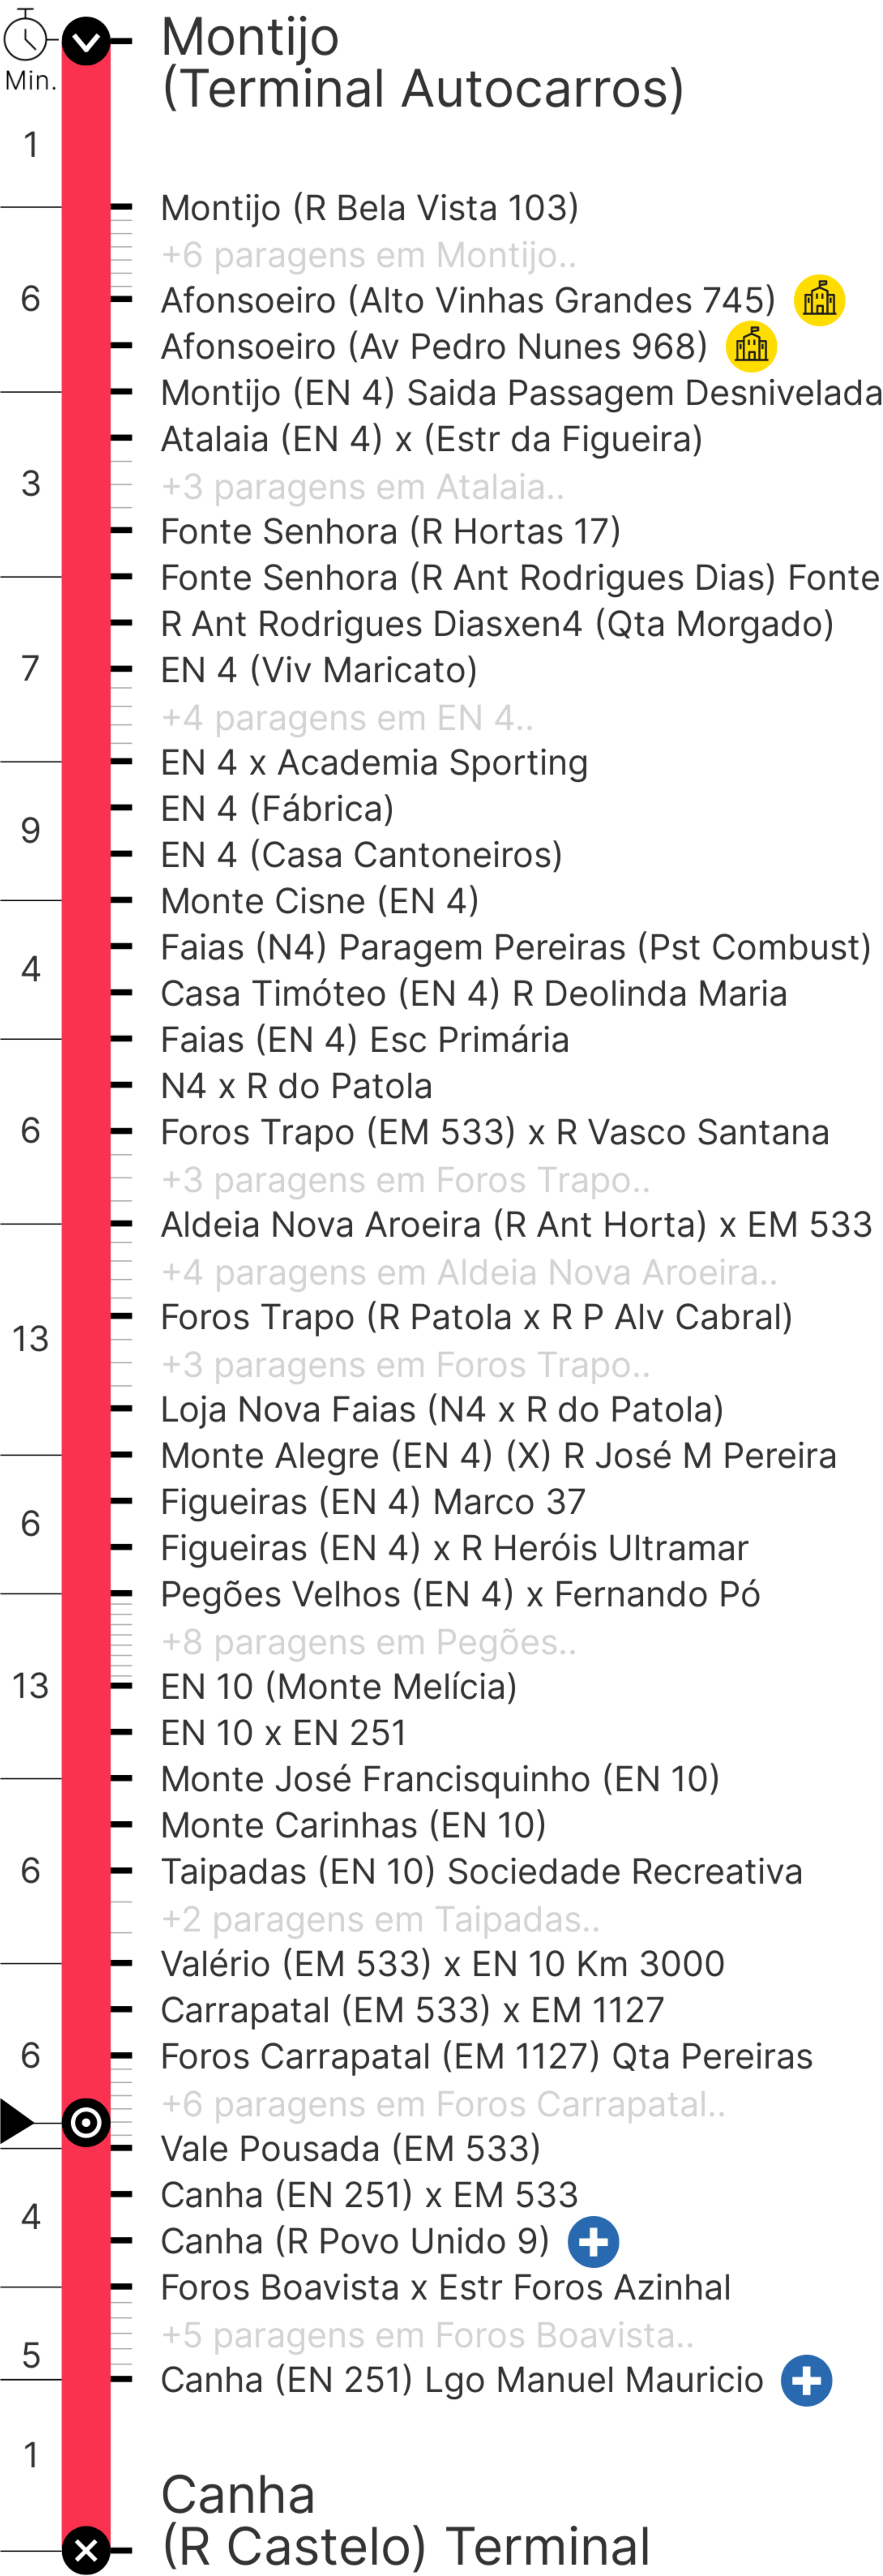 Montijo
(Terminal Autocarros)
Min.
1
Montijo (R Bela Vista 103)
+6 paragens em Montijo..
6
Afonsoeiro (Alto Vinhas Grandes 745)
Afonsoeiro (Av Pedro Nunes 968)
Montijo (EN 4) Saida Passagem Desnivelada
Atalaia (EN 4) x (Estr da Figueira)
3
+3 paragens em Atalaia..
Fonte Senhora (R Hortas 17)
Fonte Senhora (R Ant Rodrigues Dias) Fonte
R Ant Rodrigues Diasxen4 (Qta Morgado)
7
EN 4 (Viv Maricato)
+4 paragens em EN 4..
EN 4 x Academia Sporting
EN 4 (Fábrica)
9
EN 4 (Casa Cantoneiros)
Monte Cisne (EN 4)
Faias (N4) Paragem Pereiras (Pst Combust)
4
Casa Timóteo (EN 4) R Deolinda Maria
Faias (EN 4) Esc Primária
N4 x R do Patola
6
Foros Trapo (EM 533) x R Vasco Santana
+3 paragens em Foros Trapo..
Aldeia Nova Aroeira (R Ant Horta) x EM 533
+4 paragens em Aldeia Nova Aroeira..
Foros Trapo (R Patola x R P Alv Cabral)
13
+3 paragens em Foros Trapo..
Loja Nova Faias (N4 x R do Patola)
Monte Alegre (EN 4) (X) R José M Pereira
Figueiras (EN 4) Marco 37
6
Figueiras (EN 4) x R Heróis Ultramar
Pegões Velhos (EN 4) x Fernando Pó
+8 paragens em Pegões..
13
EN 10 (Monte Melícia)
EN 10 x EN 251
Monte José Francisquinho (EN 10)
Monte Carinhas (EN 10)
6
Taipadas (EN 10) Sociedade Recreativa
+2 paragens em Taipadas..
Valério (EM 533) x EN 10 Km 3000
Carrapatal (EM 533) x EM 1127
6
Foros Carrapatal (EM 1127) Qta Pereiras
+6 paragens em Foros Carrapatal..
Vale Pousada (EM 533)
Canha (EN 251) x EM 533
4
Canha (R Povo Unido 9)
Foros Boavista x Estr Foros Azinhal
+5 paragens em Foros Boavista..
5
Canha (EN 251) Lgo Manuel Mauricio
1
Canha
(R Castelo) Terminal